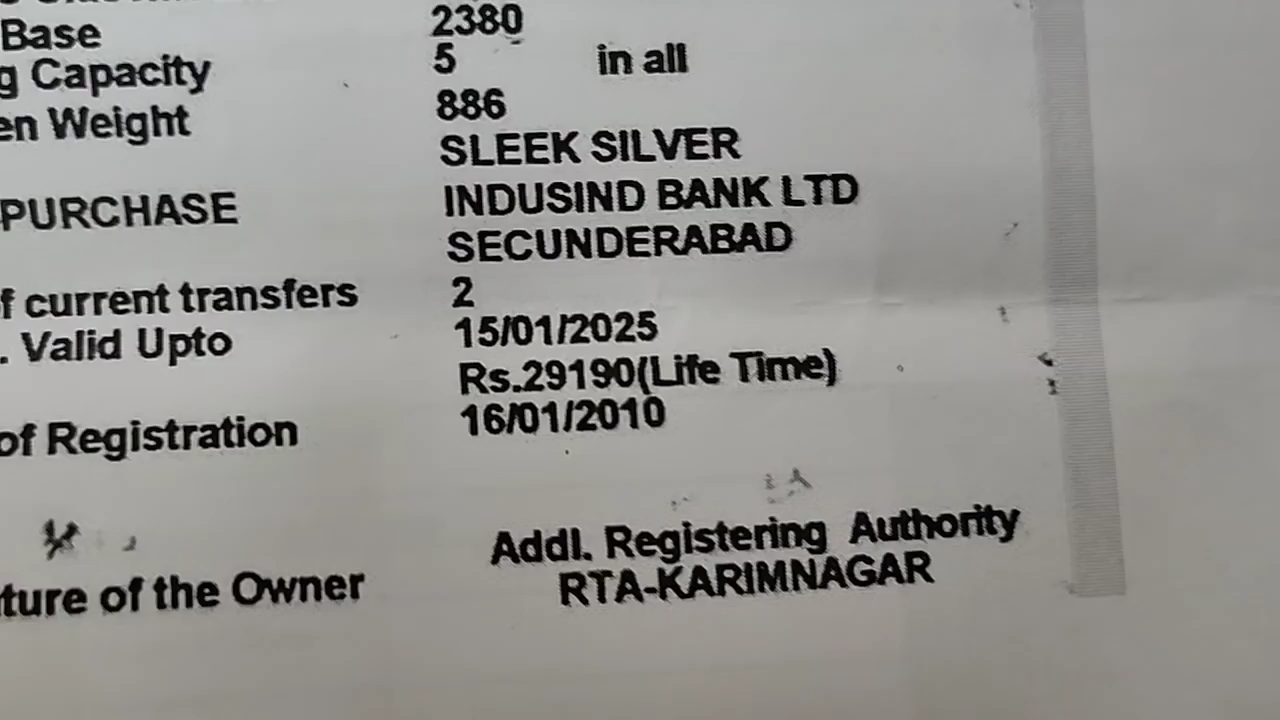 Base 2380
g Capacity 5 in all
en Weight 886
SLEEK SILVER
PURCHASE INDUSIND BANK LTD
SECUNDERABAD
f current transfers 2
. Valid Upto 15/01/2025
Rs.29190(Life Time)
of Registration 16/01/2010
Addl. Registering Authority
ture of the Owner RTA-KARIMNAGAR